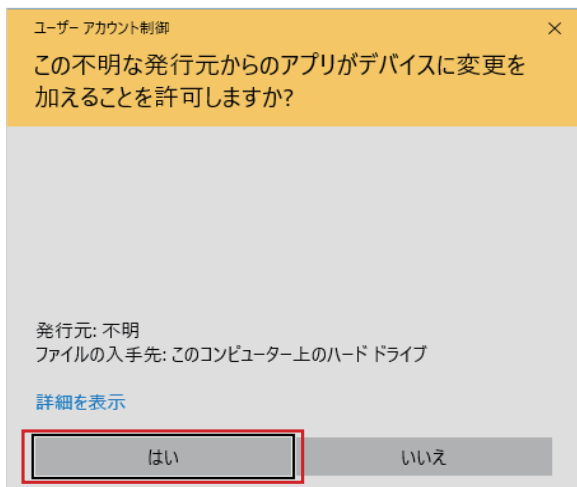 ユーザー アカウント制御
この不明な発行元からのアプリがデバイスに変更を
加えることを許可しますか?
発行元: 不明
ファイルの入手先: このコンピューター上のハード ドライブ
詳細を表示
はい
いいえ